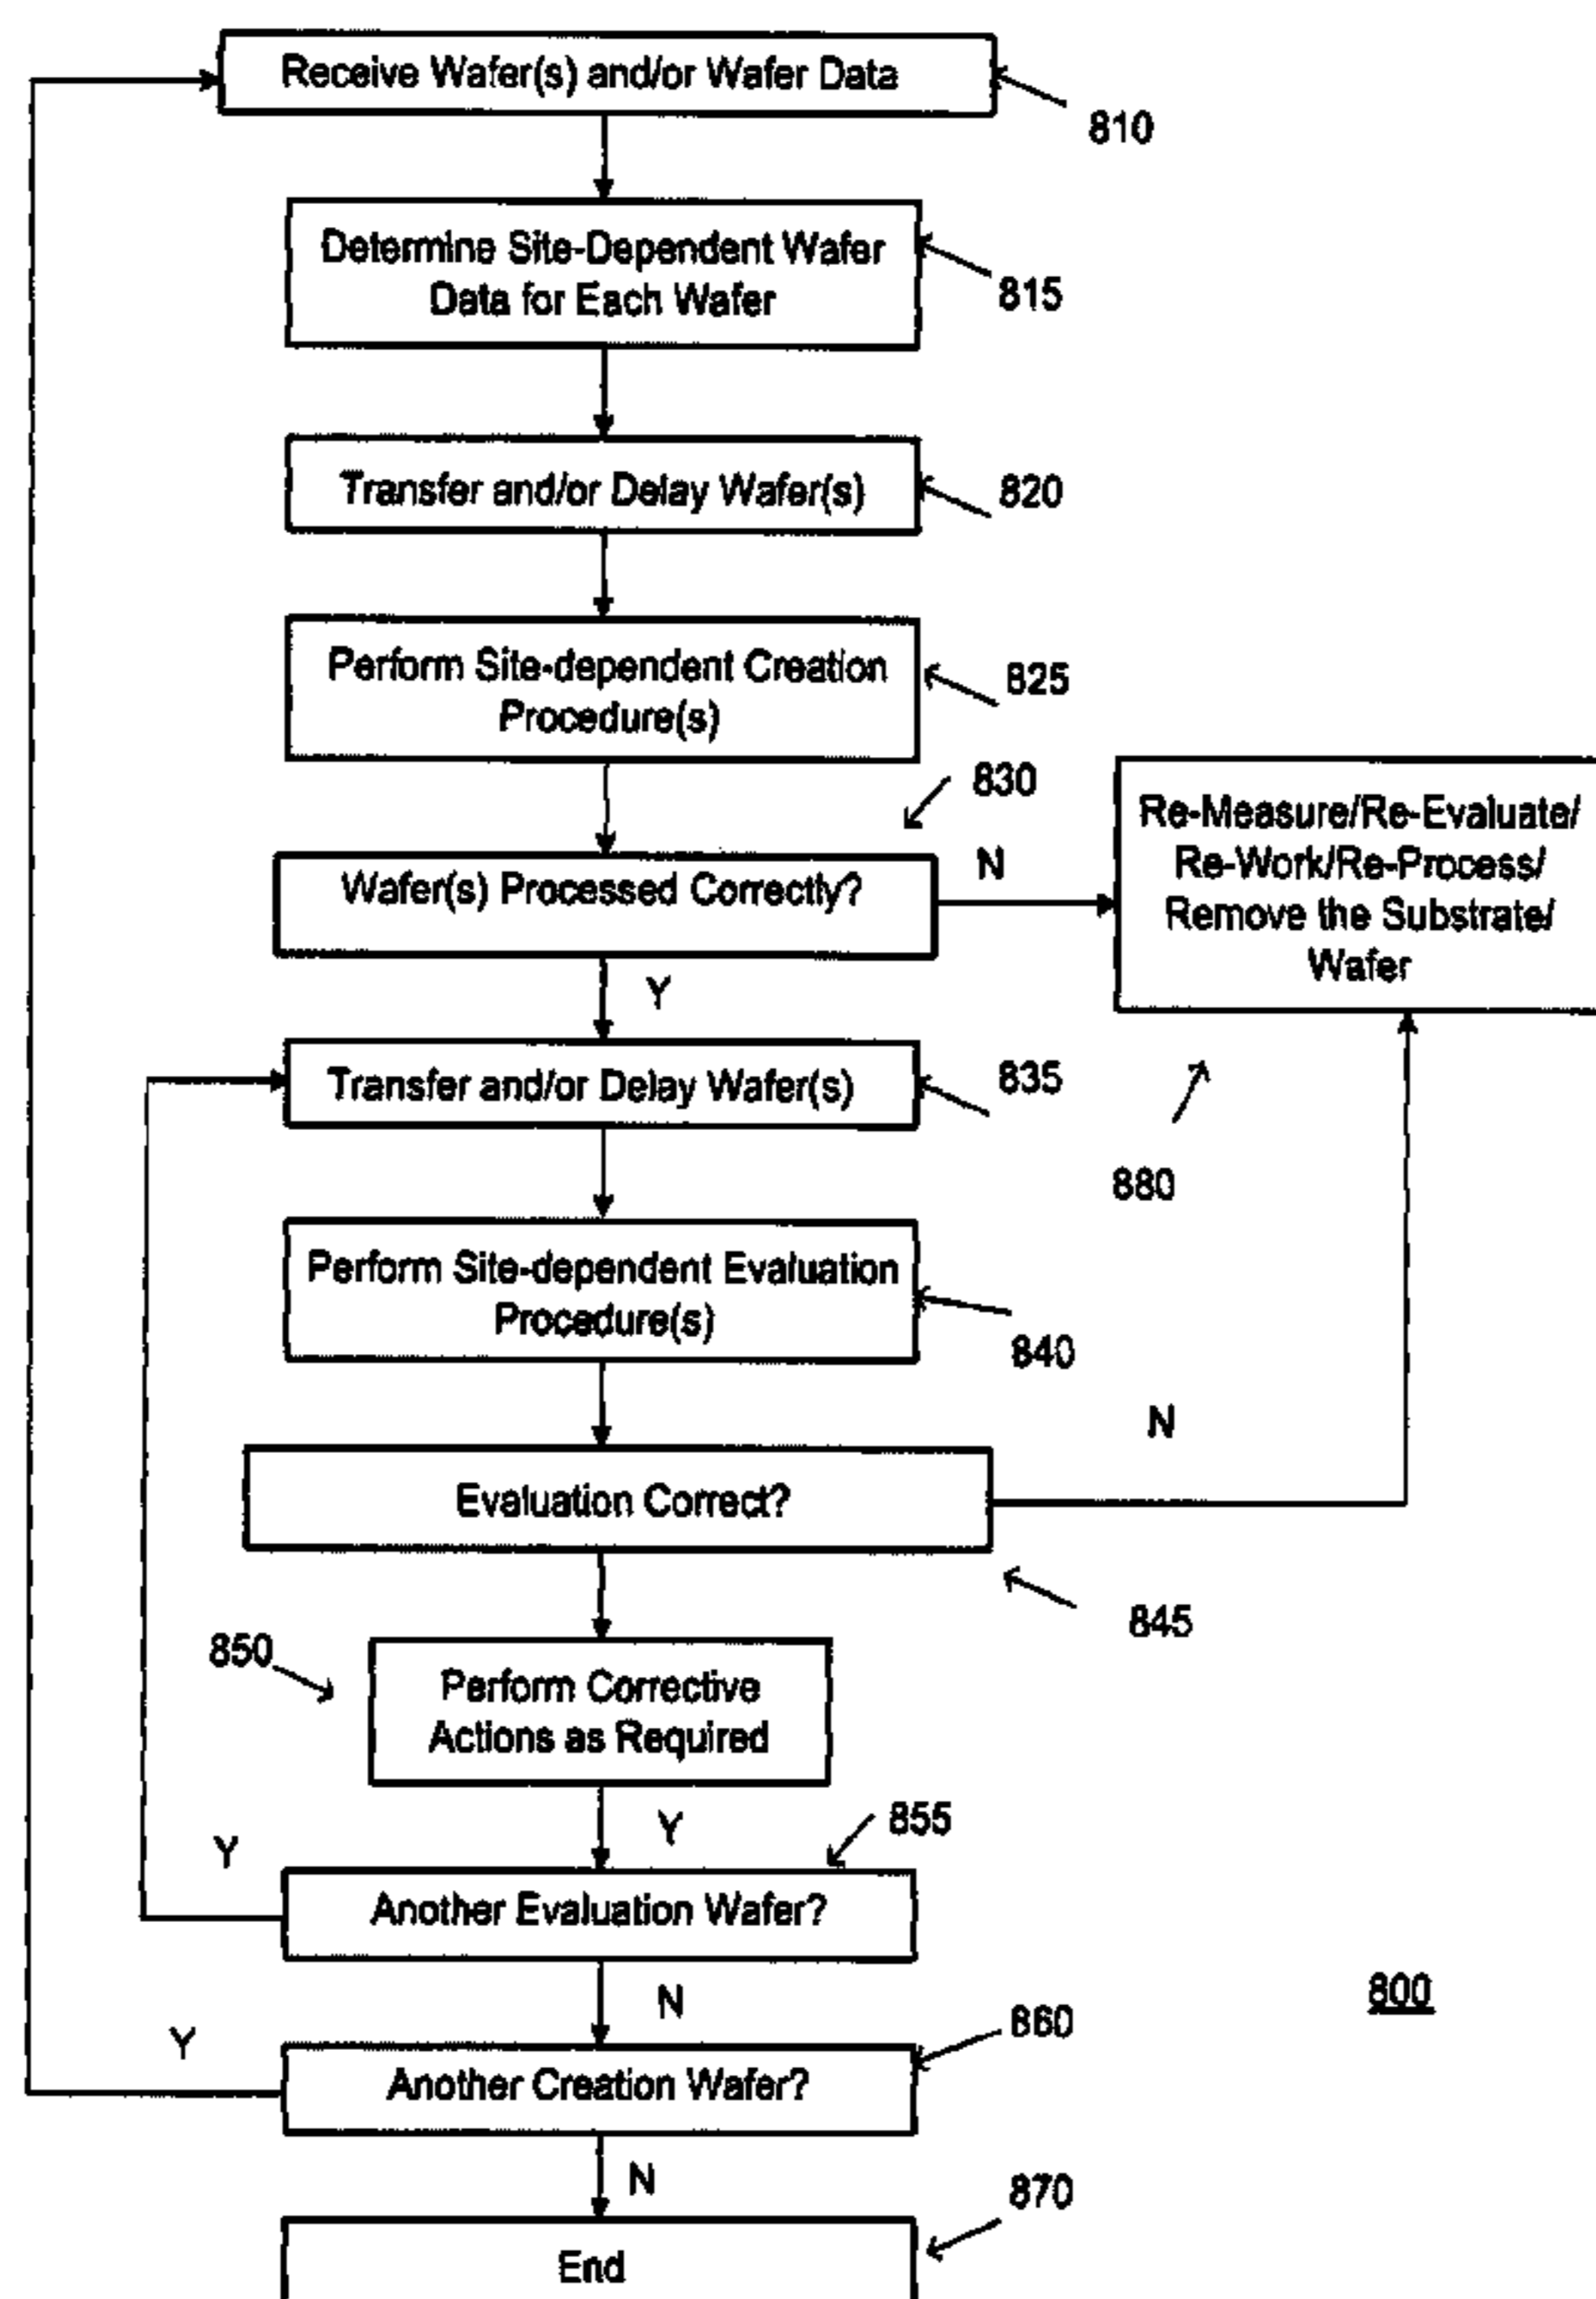 Receive Wafer(s) and/or Wafer Data
810
Determine Site-Dependent Wafer
Data for Each Wafer
815
Transfer and/or Delay Wafer(s)
820
Perform Site-dependent Creation
Procedure(s)
825
830
Wafer(s) Processed Correctly?
N
Re-Measure/Re-Evaluate/
Re-Work/Re-Process/
Remove the Substrate/
Wafer
Y
Transfer and/or Delay Wafer(s)
835
880
Perform Site-dependent Evaluation
Procedure(s)
840
N
Evaluation Correct?
845
850
Perform Corrective
Actions as Required
Y
855
Y
Another Evaluation Wafer?
N
800
860
Y
Another Creation Wafer?
N
870
End